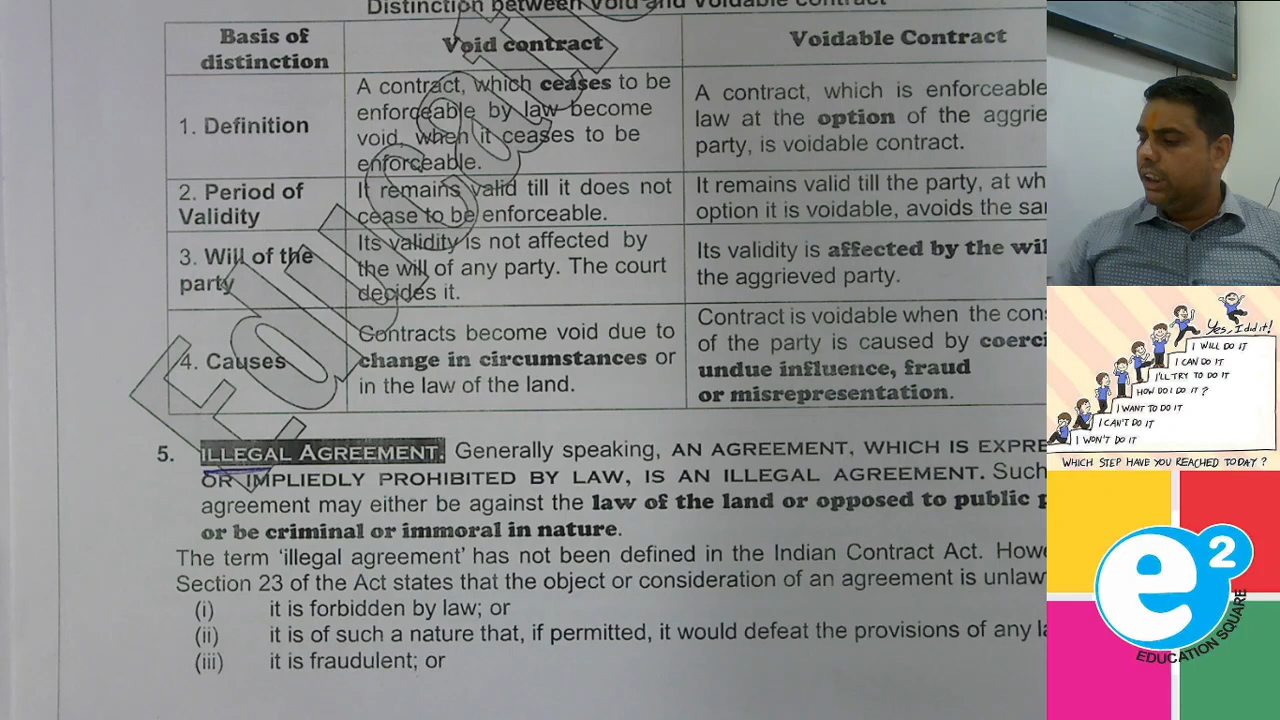 Distinction between Void and Voidable contract
Basis of distinction
Void contract
Voidable Contract
1. Definition
A contract, which ceases to be
enforceable by law become
void, when it ceases to be
enforceable.
A contract, which is enforceable
law at the option of the aggrie
party, is voidable contract.
2. Period of
Validity
It remains valid till it does not
cease to be enforceable.
It remains valid till the party, at wh
option it is voidable, avoids the sa
3. Will of the
party
Its validity is not affected by
the will of any party. The court
decides it.
Its validity is affected by the wil
the aggrieved party.
4. Causes
Contracts become void due to
change in circumstances or
in the law of the land.
Contract is voidable when the con
of the party is caused by coerci
undue influence, fraud
or misrepresentation.
5. ILLEGAL AGREEMENT. Generally speaking, AN AGREEMENT, WHICH IS EXPRE
OR IMPLIEDLY PROHIBITED BY LAW, IS AN ILLEGAL AGREEMENT. Such
agreement may either be against the law of the land or opposed to public p
or be criminal or immoral in nature.
The term ‘illegal agreement’ has not been defined in the Indian Contract Act. Howe
Section 23 of the Act states that the object or consideration of an agreement is unlaw
(i) it is forbidden by law; or
(ii) it is of such a nature that, if permitted, it would defeat the provisions of any la
(iii) it is fraudulent; or
Yes, I did it!
I WILL DO IT
I CAN DO IT
I'LL TRY TO DO IT
HOW DO I DO IT?
I WANT TO DO IT
I CAN'T DO IT
I WON'T DO IT
WHICH STEP HAVE YOU REACHED TODAY?
e2
EDUCATION SQUARE